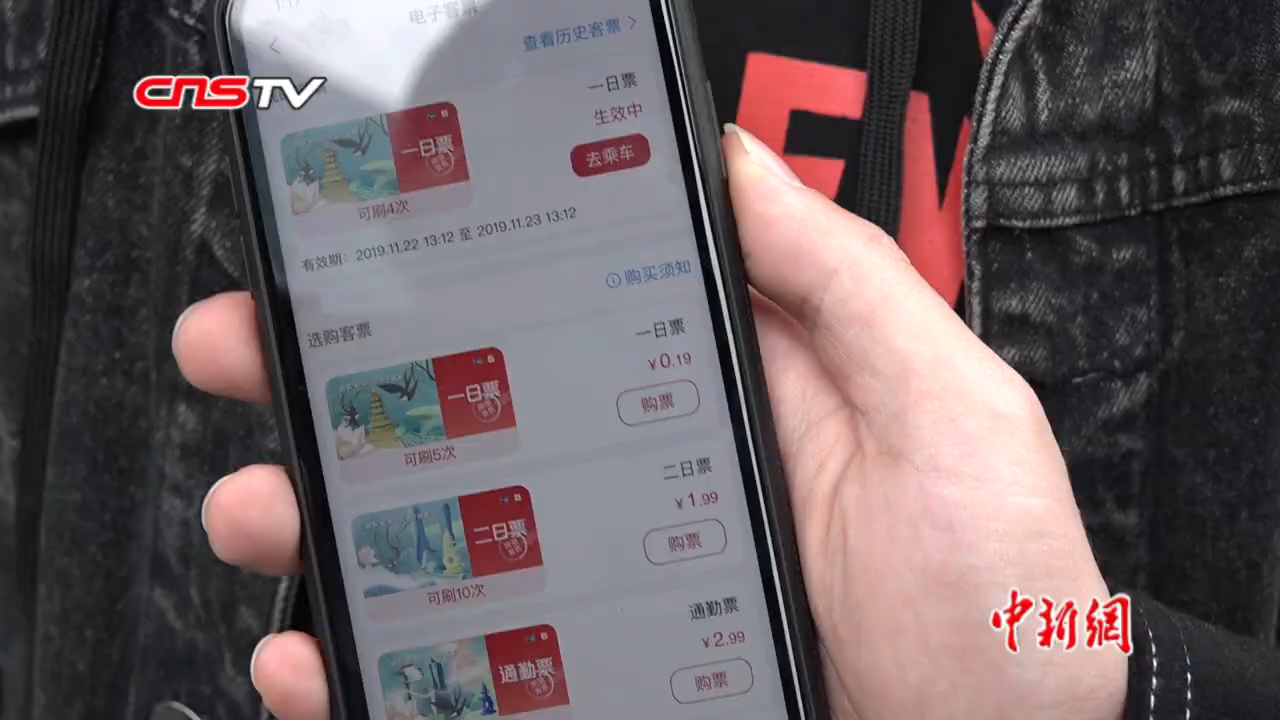 电子客票
查看历史客票 >
CNSTV
一日票
生效中
一日票
去乘车
可刷4次
有效期：2019.11.22 13:12 至 2019.11.23 13:12
购买须知
选购客票
一日票
¥0.19
一日票
购票
可刷5次
二日票
¥1.99
二日票
购票
可刷10次
通勤票
¥2.99
通勤票
购票
中新網